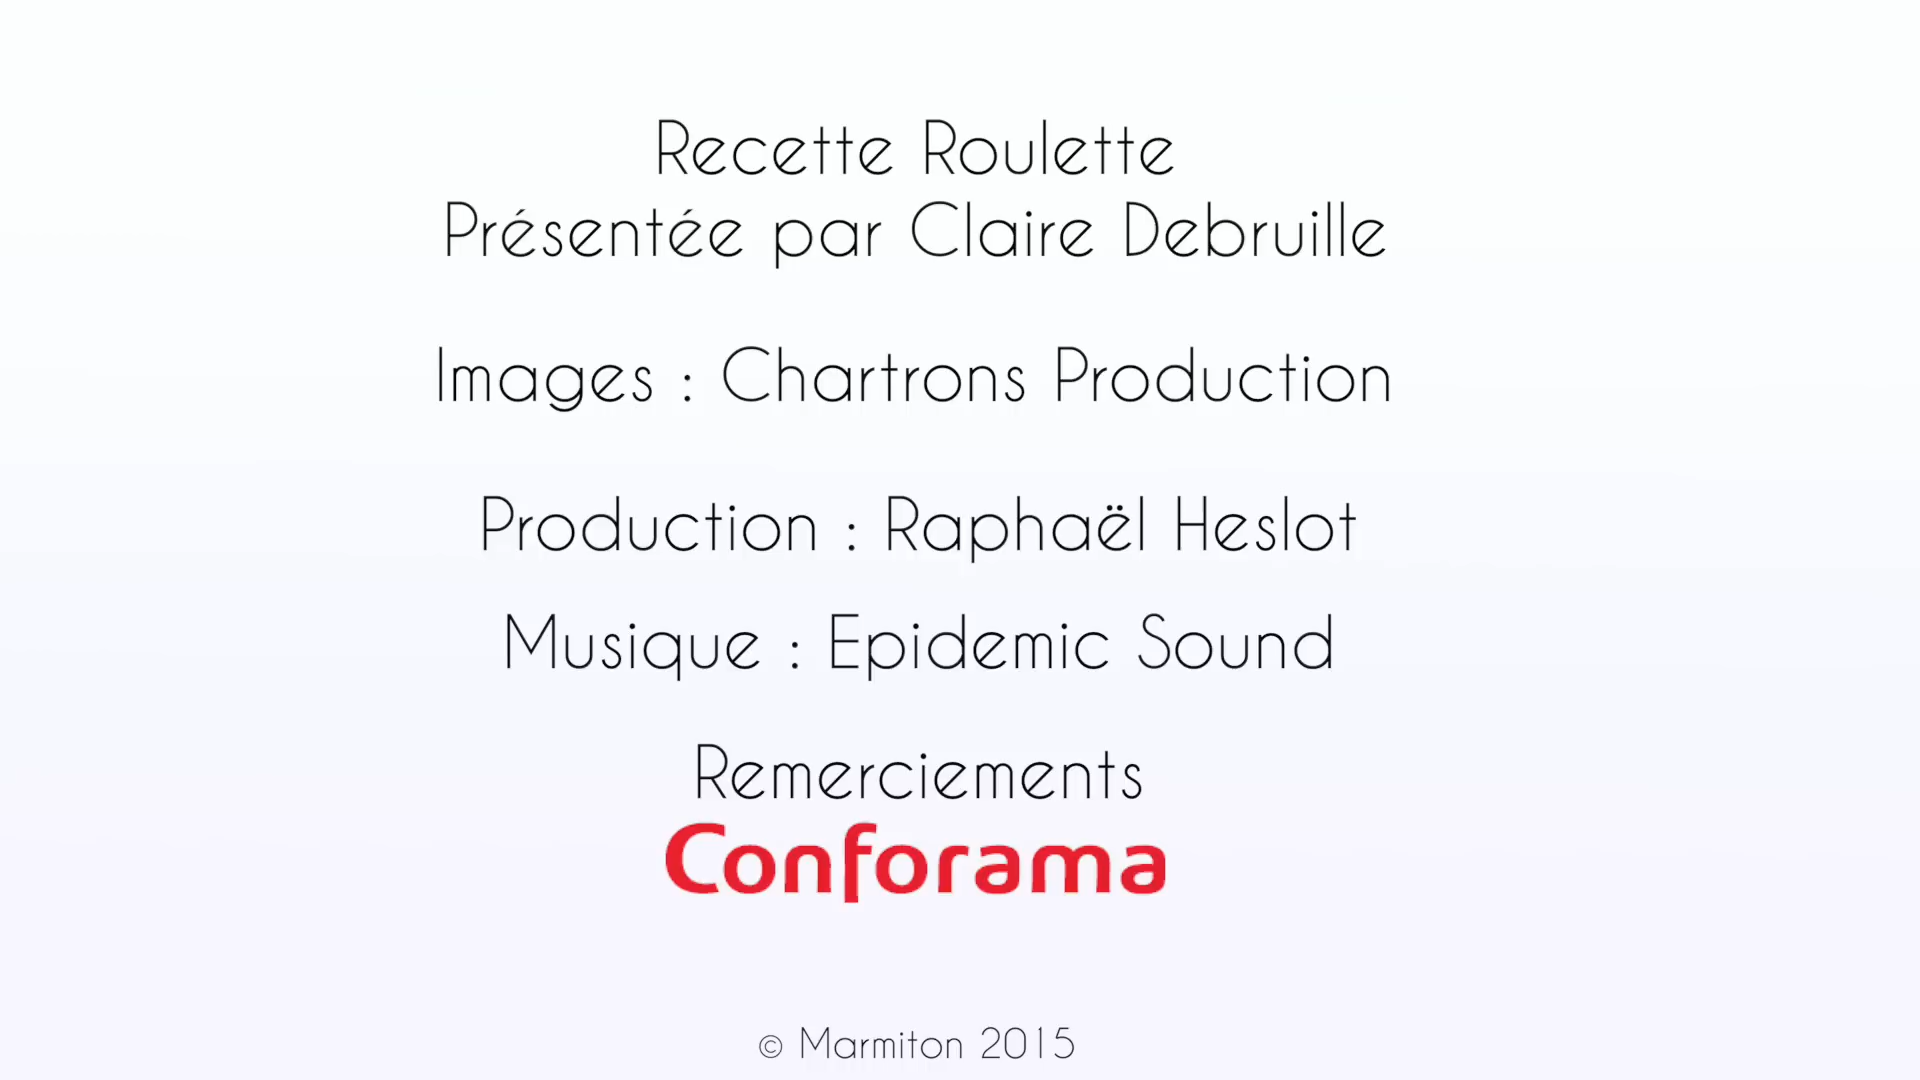 Recette Roulette
Présentée par Claire Debruille
Images : Chartrons Production
Production : Raphaël Heslot
Musique : Epidemic Sound
Remerciements
Conforama
© Marmiton 2015